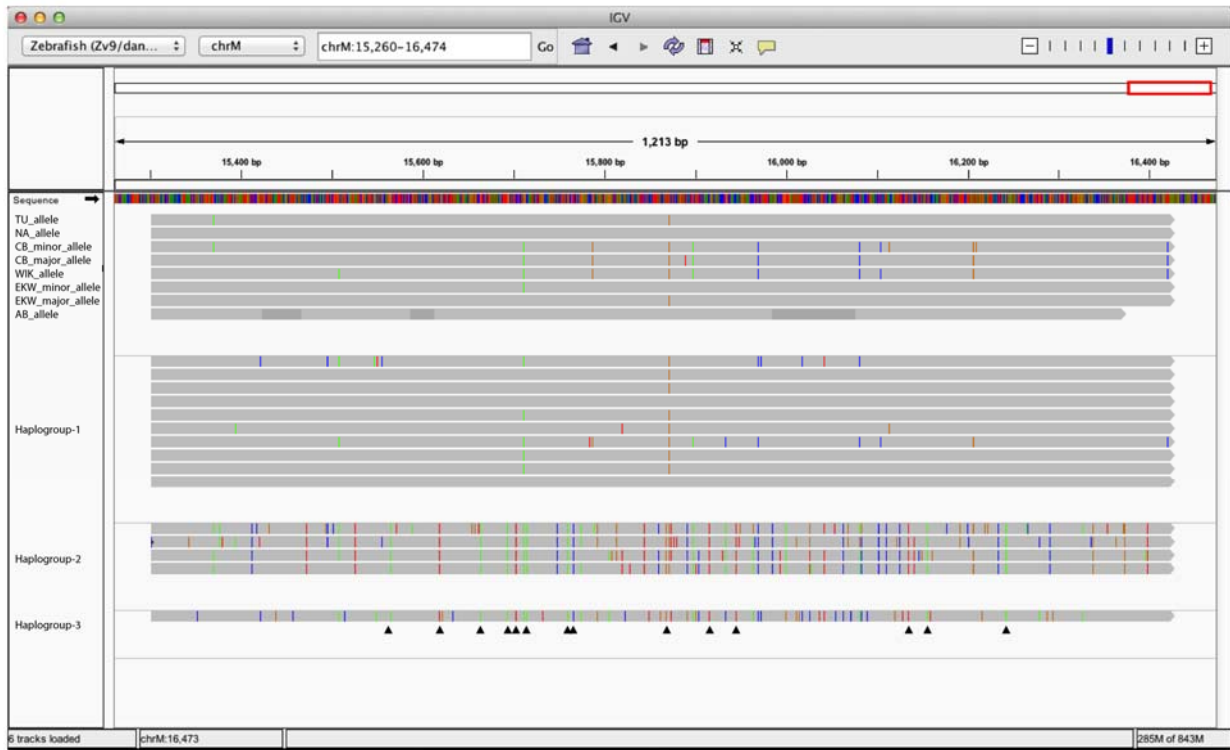 IGV
Zebrafish (Zv9/dan... chrM chrM:15,260-16,474 Go
1,213 bp
15,400 bp 15,600 bp 15,800 bp 16,000 bp 16,200 bp 16,400 bp
Sequence
TU_allele
NA_allele
CB_minor_allele
CB_major_allele
WIK_allele
EKW_minor_allele
EKW_major_allele
AB_allele
Haplogroup-1
Haplogroup-2
Haplogroup-3
6 tracks loaded chrM:16,473 285M of 843M